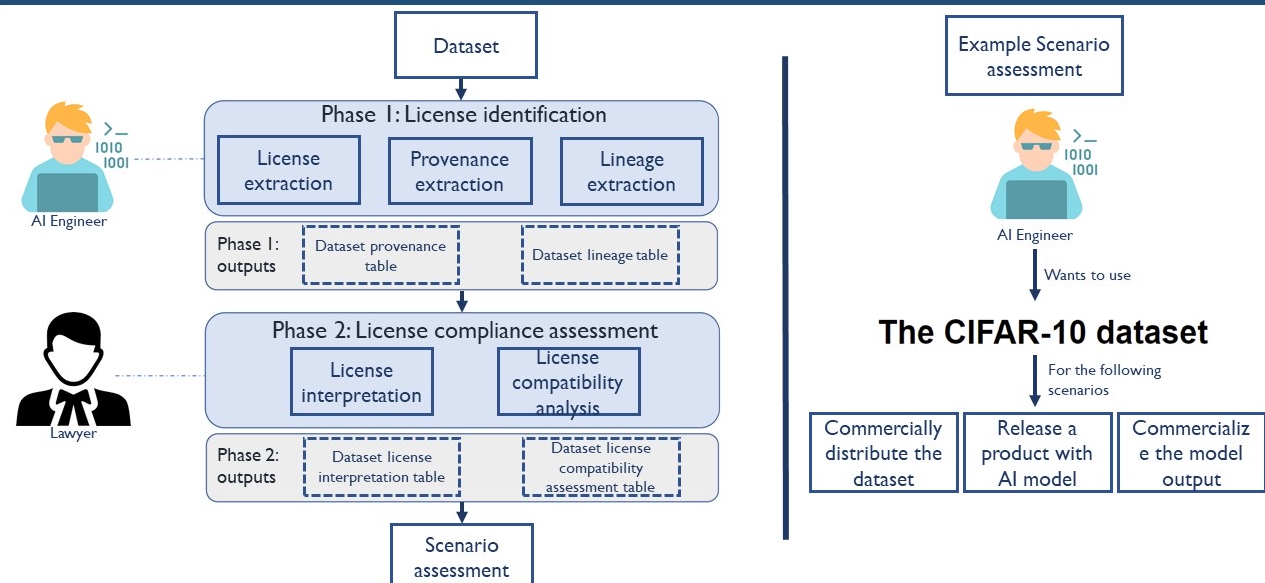 Dataset
Phase 1: License identification
License
extraction
Provenance
extraction
Lineage
extraction
>_
1010
1001
AI Engineer
Phase 1:
outputs
Dataset provenance
table
Dataset lineage table
Phase 2: License compliance assessment
License
interpretation
License
compatibility
analysis
Lawyer
Phase 2:
outputs
Dataset license
interpretation table
Dataset license
compatibility
assessment table
Scenario
assessment
Example Scenario
assessment
>_
1010
1001
AI Engineer
Wants to use
The CIFAR-10 dataset
For the following
scenarios
Commercially
distribute the
dataset
Release a
product with
AI model
Commercializ
e the model
output